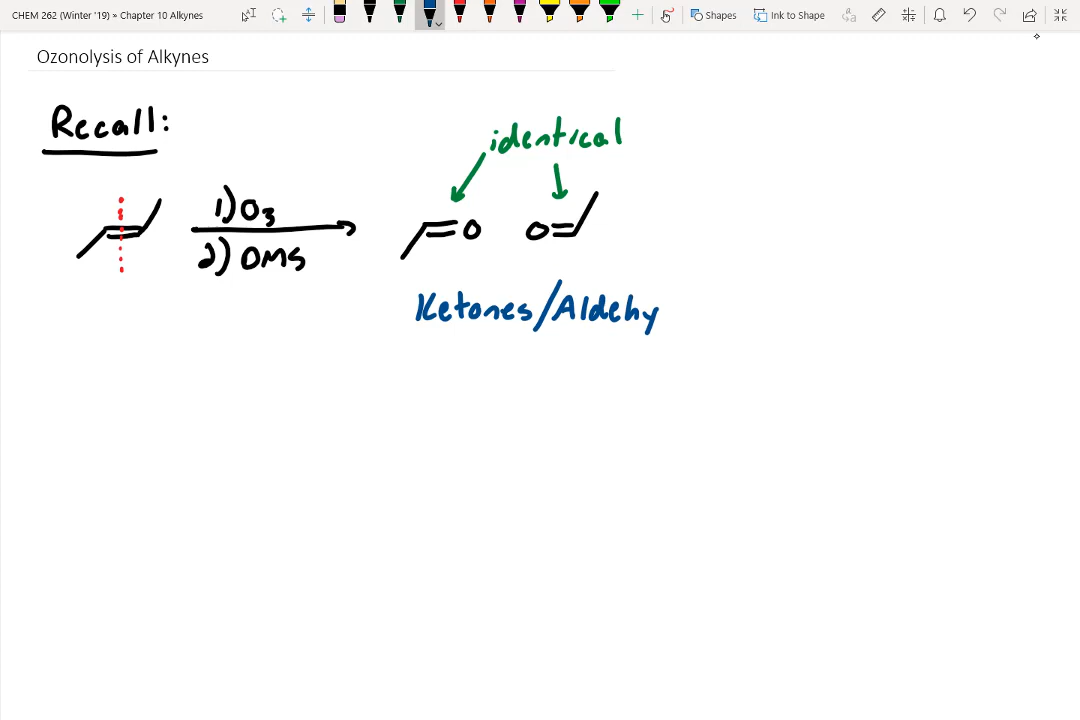 CHEM 262 (Winter '19) » Chapter 10 Alkynes
Shapes
Ink to Shape
Ozonolysis of Alkynes
Recall:
identical
1) O3
2) DMS
O O
Ketones/Aldehy